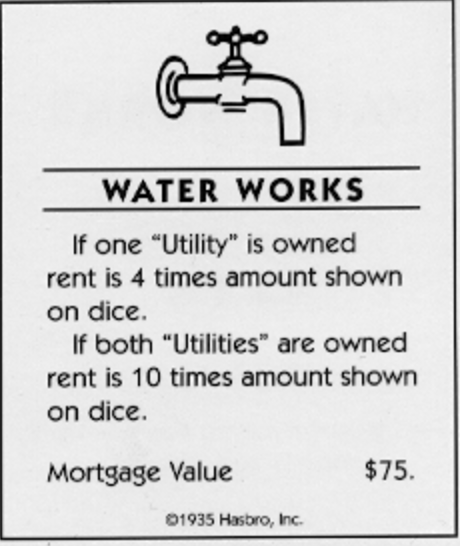 WATER WORKS
If one “Utility” is owned
rent is 4 times amount shown
on dice.
If both “Utilities” are owned
rent is 10 times amount shown
on dice.
Mortgage Value $75.
©1935 Hasbro, Inc.